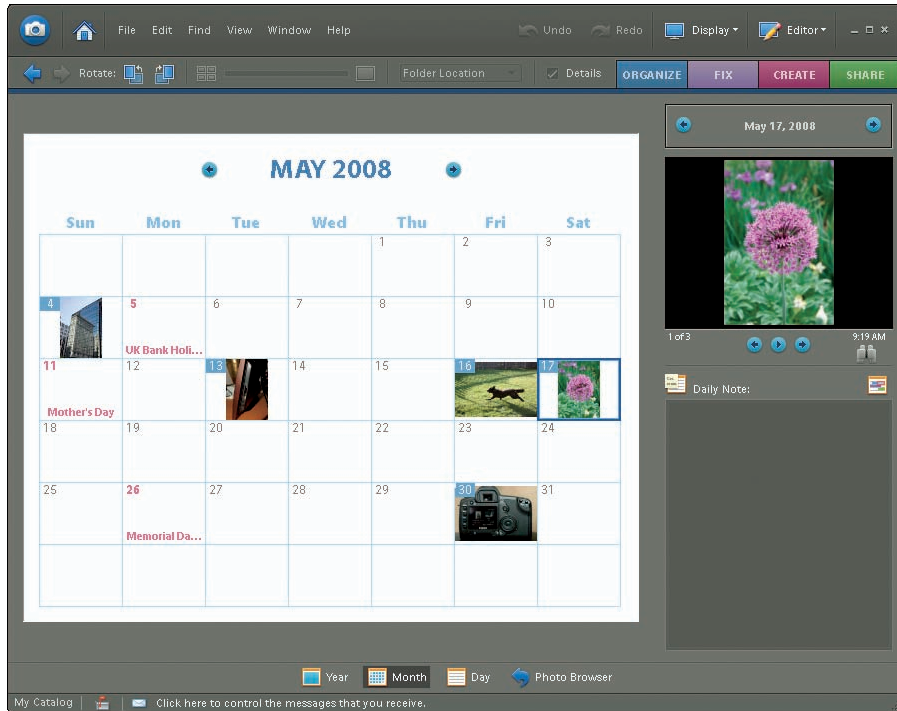 File Edit Find View Window Help Undo Redo Display Editor
Rotate: Folder Location Details ORGANIZE FIX CREATE SHARE
May 17, 2008
MAY 2008
Sun Mon Tue Wed Thu Fri Sat
1 2 3
4 5 6 7 8 9 10
UK Bank Holi...
11 12 13 14 15 16 17
Mother's Day
18 19 20 21 22 23 24
25 26 27 28 29 30 31
Memorial Da...
1 of 3 9:19 AM
Daily Note:
Year Month Day Photo Browser
My Catalog Click here to control the messages that you receive.